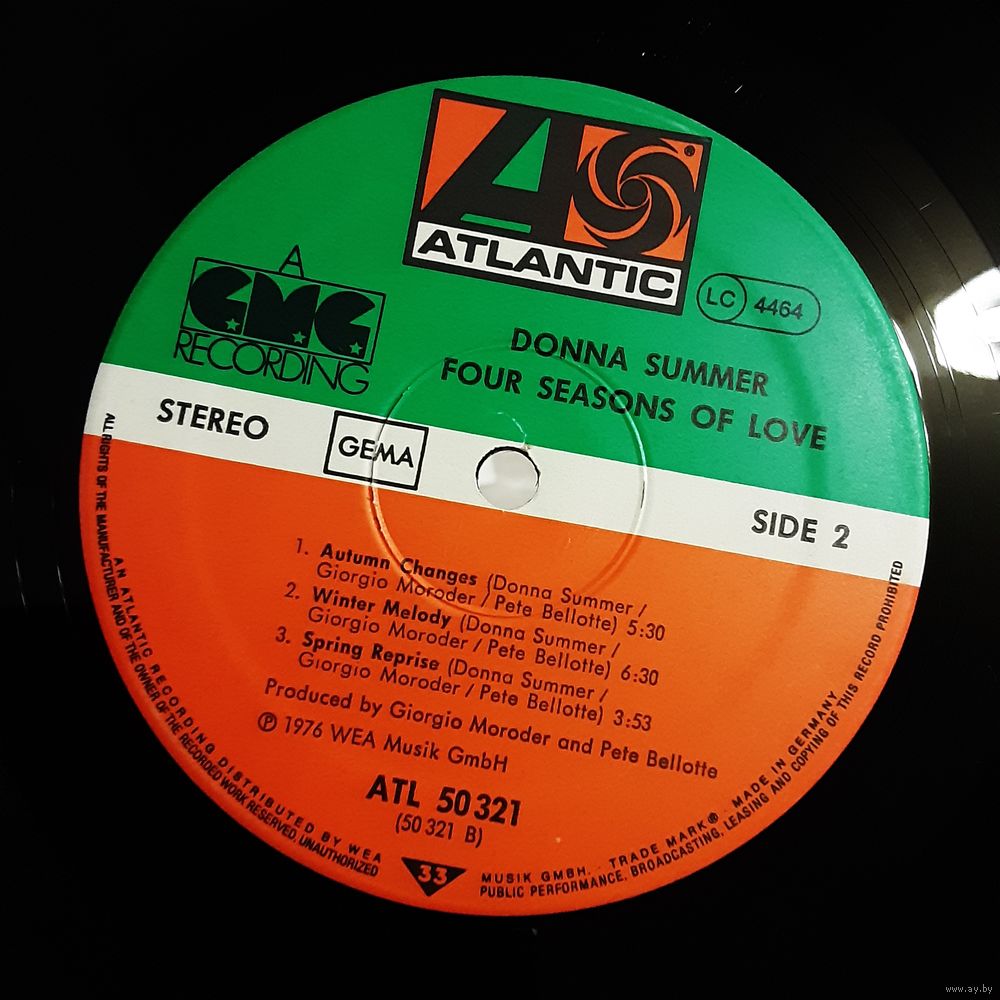 ATLANTIC
®
LC 4464
A
GMG
RECORDING
DONNA SUMMER
FOUR SEASONS OF LOVE
STEREO
GEMA
SIDE 2
1. Autumn Changes (Donna Summer /
Giorgio Moroder / Pete Bellotte) 5:30
2. Winter Melody (Donna Summer /
Giorgio Moroder / Pete Bellotte) 6:30
3. Spring Reprise (Donna Summer /
Giorgio Moroder / Pete Bellotte) 3:53
Produced by Giorgio Moroder and Pete Bellotte
℗ 1976 WEA Musik GmbH
ATL 50 321
(50 321 B)
33
AN ATLANTIC RECORDING DISTRIBUTED BY WEA MUSIK GMBH. · TRADE MARK® · MADE IN GERMANY
ALL RIGHTS OF THE MANUFACTURER AND OF THE OWNER OF THE RECORDED WORK RESERVED. UNAUTHORIZED PUBLIC PERFORMANCE, BROADCASTING, LEASING AND COPYING OF THIS RECORD PROHIBITED
www.ay.by